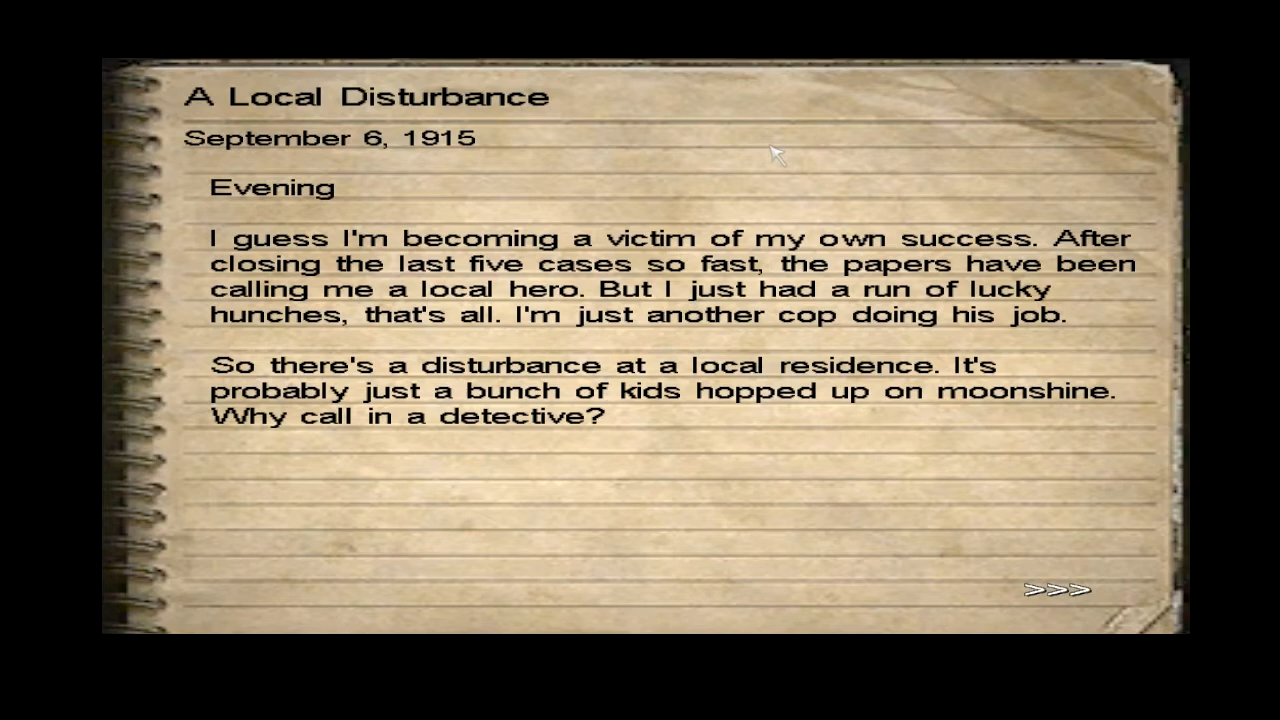 A Local Disturbance
September 6, 1915
Evening
I guess I'm becoming a victim of my own success. After
closing the last five cases so fast, the papers have been
calling me a local hero. But I just had a run of lucky
hunches, that's all. I'm just another cop doing his job.
So there's a disturbance at a local residence. It's
probably just a bunch of kids hopped up on moonshine.
Why call in a detective?
>>>